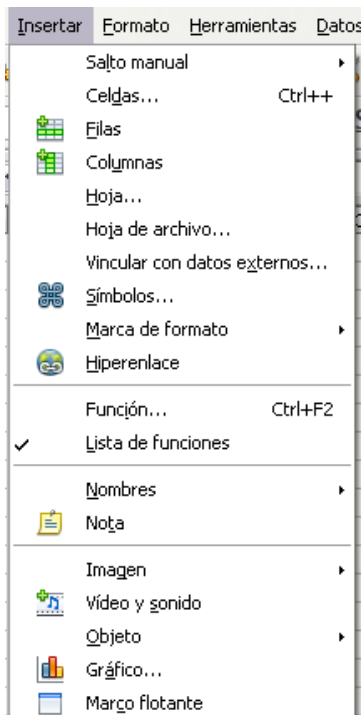 Insertar Formato Herramientas Datos
Salto manual
Celdas... Ctrl++
Filas
Columnas
Hoja...
Hoja de archivo...
Vincular con datos externos...
Símbolos...
Marca de formato
Hiperenlace
Función... Ctrl+F2
Lista de funciones
Nombres
Nota
Imagen
Vídeo y sonido
Objeto
Gráfico...
Marco flotante